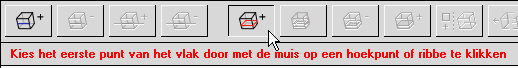 Kies het eerste punt van het vlak door met de muis op een hoekpunt of ribbe te klikken